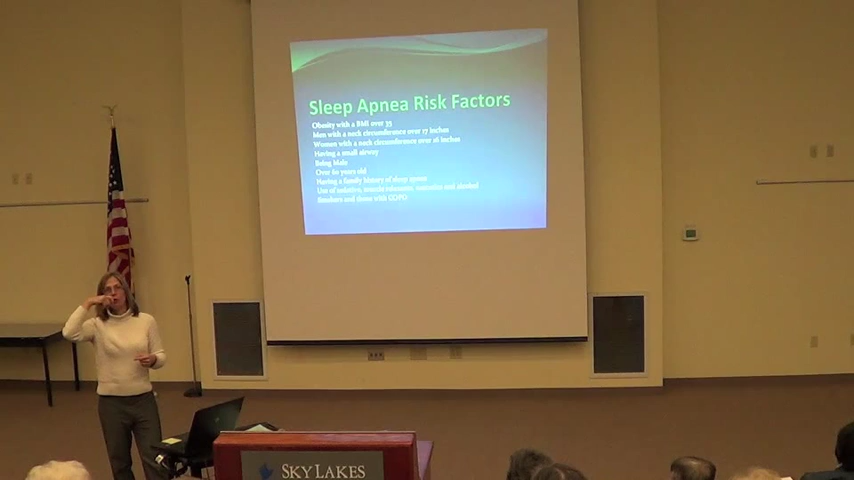 Sleep Apnea Risk Factors
Obesity with a BMI over 35
Men with a neck circumference over 17 inches
Women with a neck circumference over 16 inches
Having a small airway
Being Male
Over 60 years old
Having a family history of sleep apnea
Use of sedative, muscle relaxants, narcotics and alcohol
Smokers and those with COPD
SKY LAKES